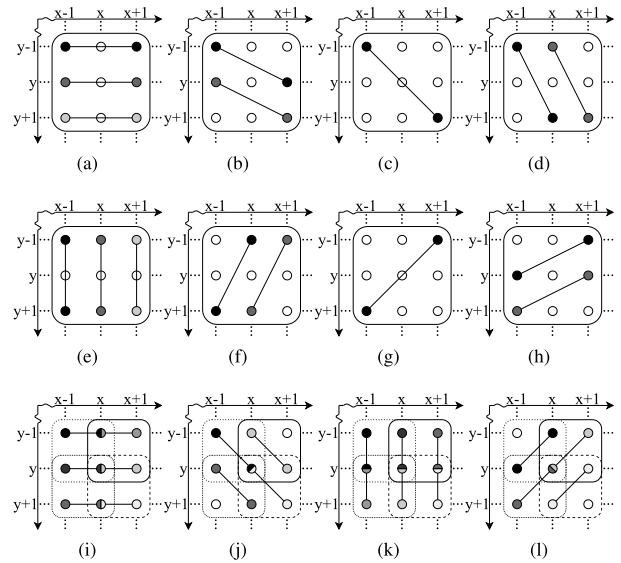 x-1 x x+1 x-1 x x+1 x-1 x x+1 x-1 x x+1
y-1 y-1 y-1 y-1
y y y y
y+1 y+1 y+1 y+1
(a) (b) (c) (d)
x-1 x x+1 x-1 x x+1 x-1 x x+1 x-1 x x+1
y-1 y-1 y-1 y-1
y y y y
y+1 y+1 y+1 y+1
(e) (f) (g) (h)
x-1 x x+1 x-1 x x+1 x-1 x x+1 x-1 x x+1
y-1 y-1 y-1 y-1
y y y y
y+1 y+1 y+1 y+1
(i) (j) (k) (l)